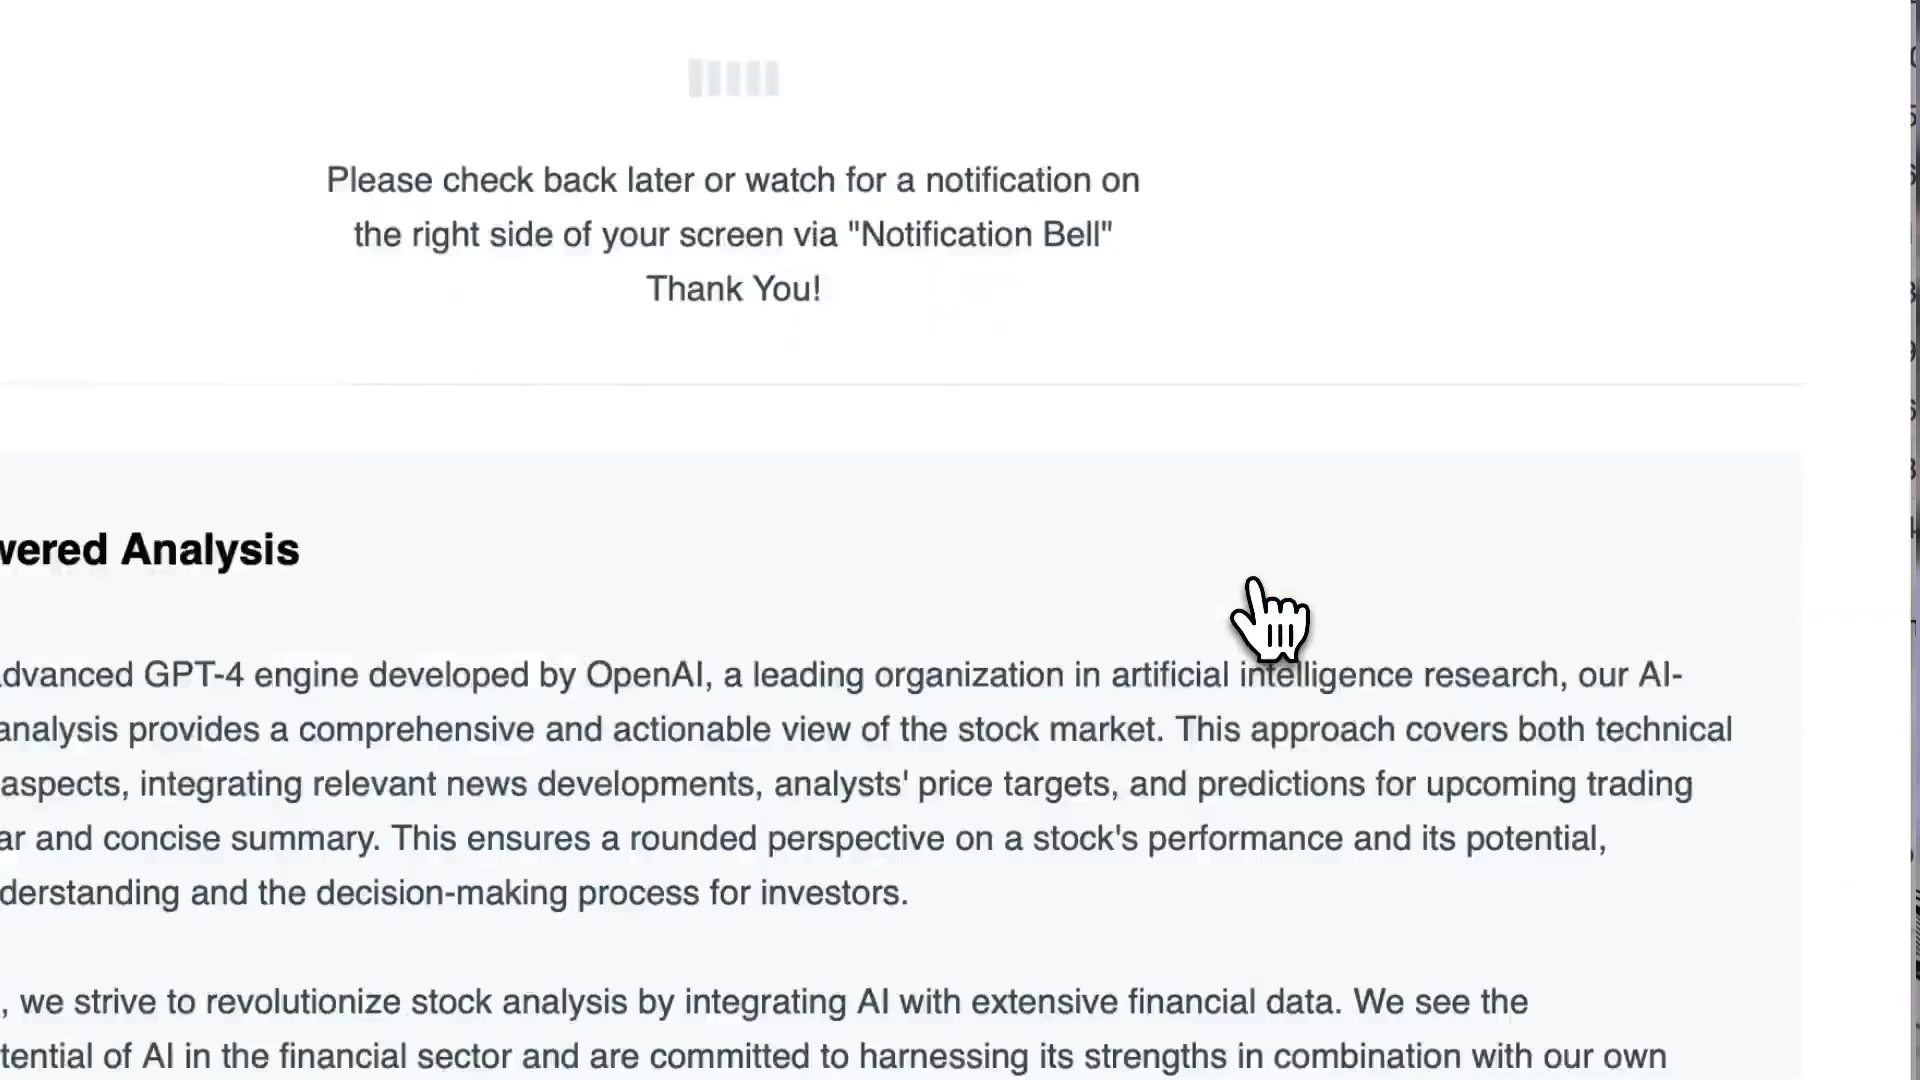 Please check back later or watch for a notification on
the right side of your screen via "Notification Bell"
Thank You!
wered Analysis
dvanced GPT-4 engine developed by OpenAI, a leading organization in artificial intelligence research, our AI-
analysis provides a comprehensive and actionable view of the stock market. This approach covers both technical
aspects, integrating relevant news developments, analysts' price targets, and predictions for upcoming trading
ar and concise summary. This ensures a rounded perspective on a stock's performance and its potential,
derstanding and the decision-making process for investors.
, we strive to revolutionize stock analysis by integrating AI with extensive financial data. We see the
tential of AI in the financial sector and are committed to harnessing its strengths in combination with our own